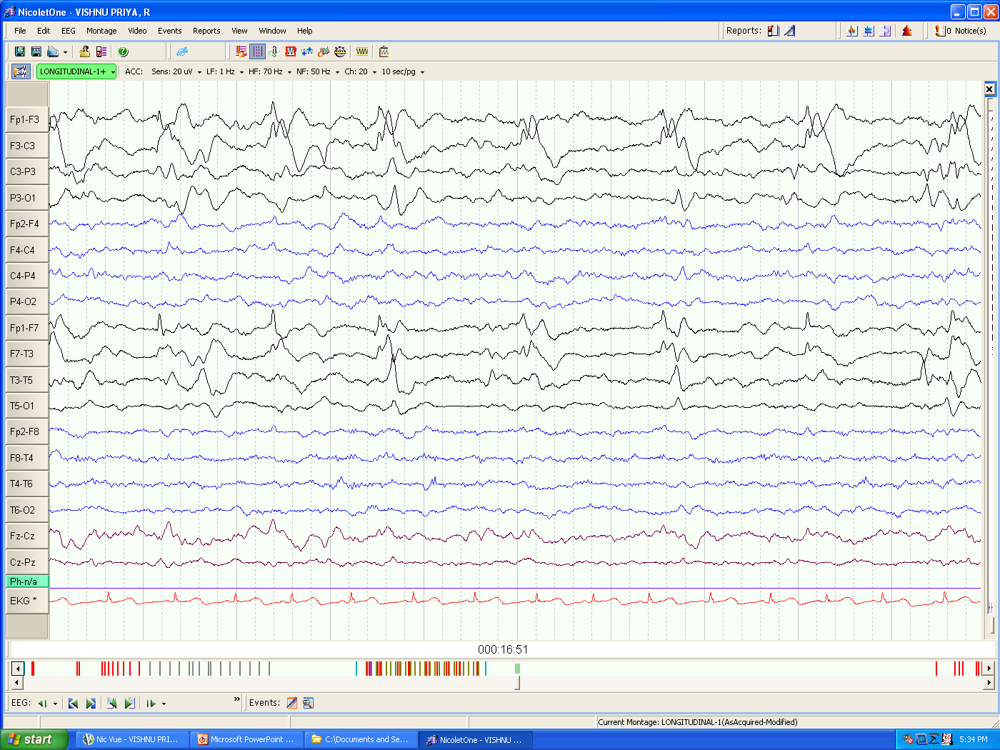 NicoletOne - VISHNU PRIYA, R
File Edit EEG Montage Video Events Reports View Window Help
Reports: 0 Notice(s)
LONGITUDINAL-1+ ACC: Sens: 20 uV LF: 1 Hz HF: 70 Hz NF: 50 Hz Ch: 20 10 sec/pg
Fp1-F3
F3-C3
C3-P3
P3-O1
Fp2-F4
F4-C4
C4-P4
P4-O2
Fp1-F7
F7-T3
T3-T5
T5-O1
Fp2-F8
F8-T4
T4-T6
T6-O2
Fz-Cz
Cz-Pz
Ph-n/a
EKG *
000:16:51
EEG: » Events:
Current Montage: LONGITUDINAL-1(AsAcquired-Modified)
start Nic Vue - VISHNU PRI... Microsoft PowerPoint ... C:\Documents and Se... NicoletOne - VISHNU ... 5:34 PM